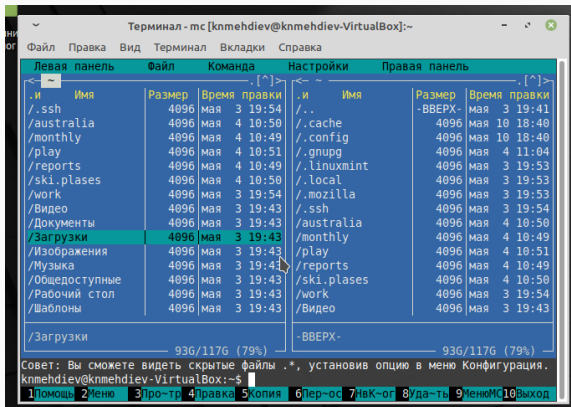 Терминал - mc [knmehdiev@knmehdiev-VirtualBox]:~
Файл Правка Вид Терминал Вкладки Справка
Левая панель Файл Команда Настройки Правая панель
<- ~ .[^]> <- ~ .[^]>
.и Имя Размер Время правки .и Имя Размер Время правки
/.ssh 4096 мая 3 19:54 /.. -ВВЕРХ- мая 3 19:41
/australia 4096 мая 4 10:50 /.cache 4096 мая 10 18:40
/monthly 4096 мая 4 10:49 /.config 4096 мая 10 18:40
/play 4096 мая 4 10:51 /.gnupg 4096 мая 4 11:04
/reports 4096 мая 4 10:49 /.linuxmint 4096 мая 3 19:53
/ski.plases 4096 мая 4 10:50 /.local 4096 мая 3 19:53
/work 4096 мая 3 19:54 /.mozilla 4096 мая 3 19:53
/Видео 4096 мая 3 19:43 /.ssh 4096 мая 3 19:54
/Документы 4096 мая 3 19:43 /australia 4096 мая 4 10:50
/Загрузки 4096 мая 3 19:43 /monthly 4096 мая 4 10:49
/Изображения 4096 мая 3 19:43 /play 4096 мая 4 10:51
/Музыка 4096 мая 3 19:43 /reports 4096 мая 4 10:49
/Общедоступные 4096 мая 3 19:43 /ski.plases 4096 мая 4 10:50
/Рабочий стол 4096 мая 3 19:43 /work 4096 мая 3 19:54
/Шаблоны 4096 мая 3 19:43 /Видео 4096 мая 3 19:43
/Загрузки -ВВЕРХ-
93G/117G (79%) 93G/117G (79%)
Совет: Вы сможете видеть скрытые файлы .*, установив опцию в меню Конфигурация.
knmehdiev@knmehdiev-VirtualBox:~$
1Помощь 2Меню 3Про~тр 4Правка 5Копия 6Пер~ос 7НвК~ог 8Уда~ть 9МенюMC 10Выход